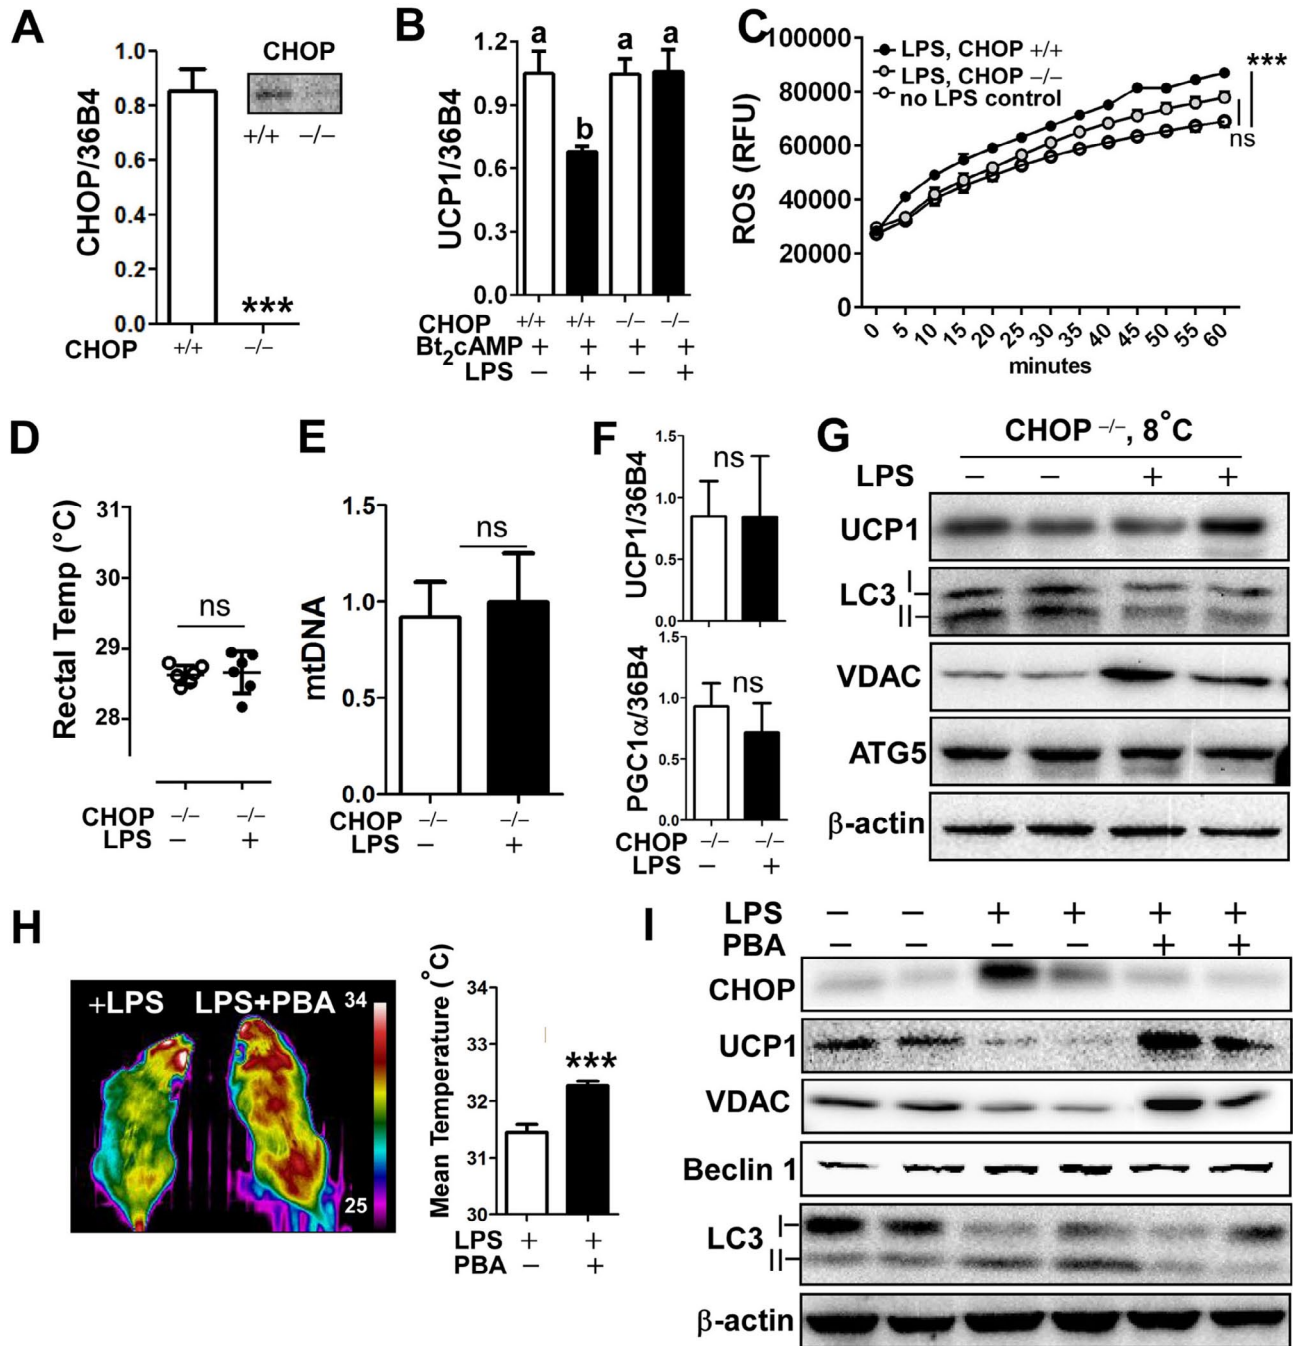 A
CHOP/36B4
1.0
0.8
0.6
0.4
0.2
0.0
CHOP
+/+ −/−
***
CHOP +/+ −/−
B
UCP1/36B4
1.2
0.9
0.6
0.3
0.0
a b a a
CHOP +/+ +/+ −/− −/−
Bt2cAMP + + + +
LPS − + − +
C
ROS (RFU)
100000
80000
60000
40000
20000
0
LPS, CHOP +/+
LPS, CHOP −/−
no LPS control
***
ns
0 5 10 15 20 25 30 35 40 45 50 55 60
minutes
D
Rectal Temp (°C)
31
30
29
28
ns
CHOP −/− −/−
LPS − +
E
mtDNA
1.5
1.0
0.5
0.0
ns
CHOP −/− −/−
LPS − +
F
UCP1/36B4
1.5
1.0
0.5
0.0
ns
PGC1α/36B4
1.5
1.0
0.5
0.0
ns
CHOP −/− −/−
LPS − +
G
CHOP −/−, 8°C
LPS − − + +
UCP1
LC3 I
II
VDAC
ATG5
β-actin
H
+LPS LPS+PBA 34
25
Mean Temperature (°C)
34
33
32
31
30
***
LPS + +
PBA − +
I
LPS − − + + + +
PBA − − − − + +
CHOP
UCP1
VDAC
Beclin 1
LC3 I
II
β-actin